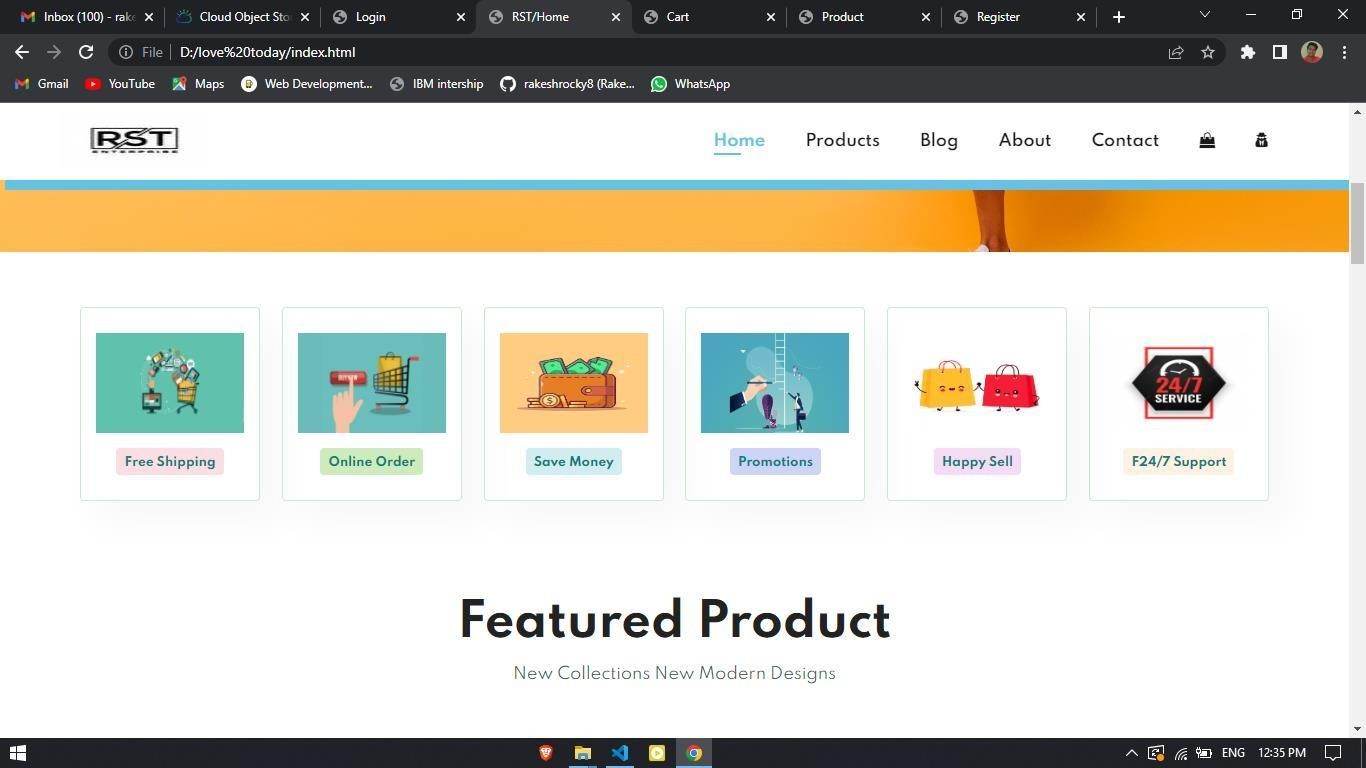 Inbox (100) - rake
Cloud Object Sto
Login
RST/Home
Cart
Product
Register
File
D:/love%20today/index.html
Gmail
YouTube
Maps
Web Development...
IBM intership
rakeshrocky8 (Rake...
WhatsApp
RST
ENTERPRISE
Home
Products
Blog
About
Contact
24/7
SERVICE
Free Shipping
Online Order
Save Money
Promotions
Happy Sell
F24/7 Support
Featured Product
New Collections New Modern Designs
ENG
12:35 PM